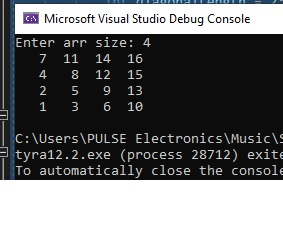 Microsoft Visual Studio Debug Console
Enter arr size: 4
7 11 14 16
4 8 12 15
2 5 9 13
1 3 6 10
C:\Users\PULSE Electronics\Music\
tyra12.2.exe (process 28712) exite
To automatically close the console